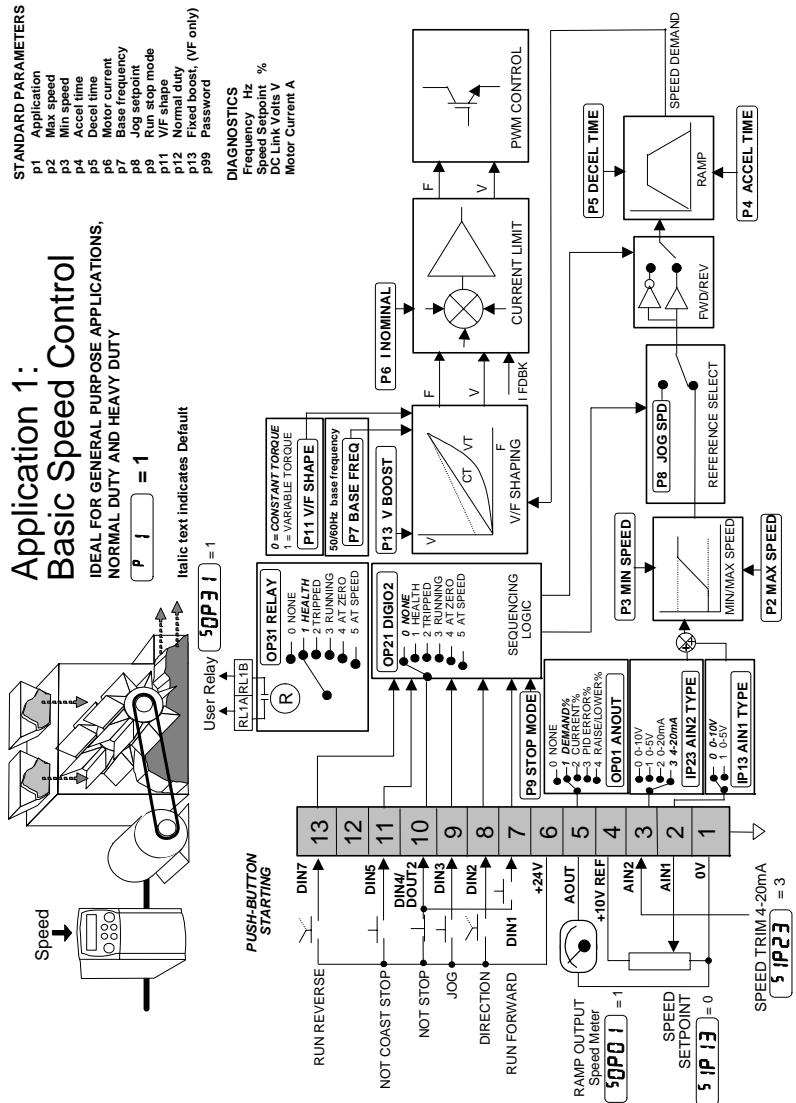 Application 1:
Basic Speed Control
IDEAL FOR GENERAL PURPOSE APPLICATIONS,
NORMAL DUTY AND HEAVY DUTY
P 1 = 1
Italic text indicates Default
STANDARD PARAMETERS
p1 Application
p2 Max speed
p3 Min speed
p4 Accel time
p5 Decel time
p6 Motor current
p7 Base frequency
p8 Jog setpoint
p9 Run stop mode
p11 V/F shape
p12 Normal duty
p13 Fixed boost, (VF only)
p99 Password
DIAGNOSTICS
Frequency Hz
Speed Setpoint %
DC Link Volts V
Motor Current A
Speed
User Relay
SOP31 = 1
RL1A RL1B
R
OP31 RELAY
0 NONE
1 HEALTH
2 TRIPPED
3 RUNNING
4 AT ZERO
5 AT SPEED
0 = CONSTANT TORQUE
1 = VARIABLE TORQUE
P11 V/F SHAPE
50/60Hz base frequency
P7 BASE FREQ
P13 V BOOST
V
CT
VT
F
V/F SHAPING
P6 I NOMINAL
F
V
I FDBK
CURRENT LIMIT
F
V
PWM CONTROL
OP21 DIGIO2
0 NONE
1 HEALTH
2 TRIPPED
3 RUNNING
4 AT ZERO
5 AT SPEED
SEQUENCING
LOGIC
P9 STOP MODE
OP01 ANOUT
0 NONE
1 DEMAND%
2 CURRENT%
3 PID ERROR%
4 RAISE/LOWER%
IP23 AIN2 TYPE
0 0-10V
1 0-5V
2 0-20mA
3 4-20mA
IP13 AIN1 TYPE
0 0-10V
1 0-5V
P3 MIN SPEED
MIN/MAX SPEED
P2 MAX SPEED
P8 JOG SPD
REFERENCE SELECT
FWD/REV
P5 DECEL TIME
RAMP
P4 ACCEL TIME
SPEED DEMAND
PUSH-BUTTON
STARTING
13
12
11
10
9
8
7
6
5
4
3
2
1
DIN7
DIN5
DIN4/
DOUT2
DIN3
DIN2
DIN1
+24V
AOUT
+10V REF
AIN2
AIN1
0V
RUN REVERSE
NOT COAST STOP
NOT STOP
JOG
DIRECTION
RUN FORWARD
RAMP OUTPUT
Speed Meter
SOP01 = 1
SPEED
SETPOINT
SIP13 = 0
SPEED TRIM 4-20mA
SIP23 = 3